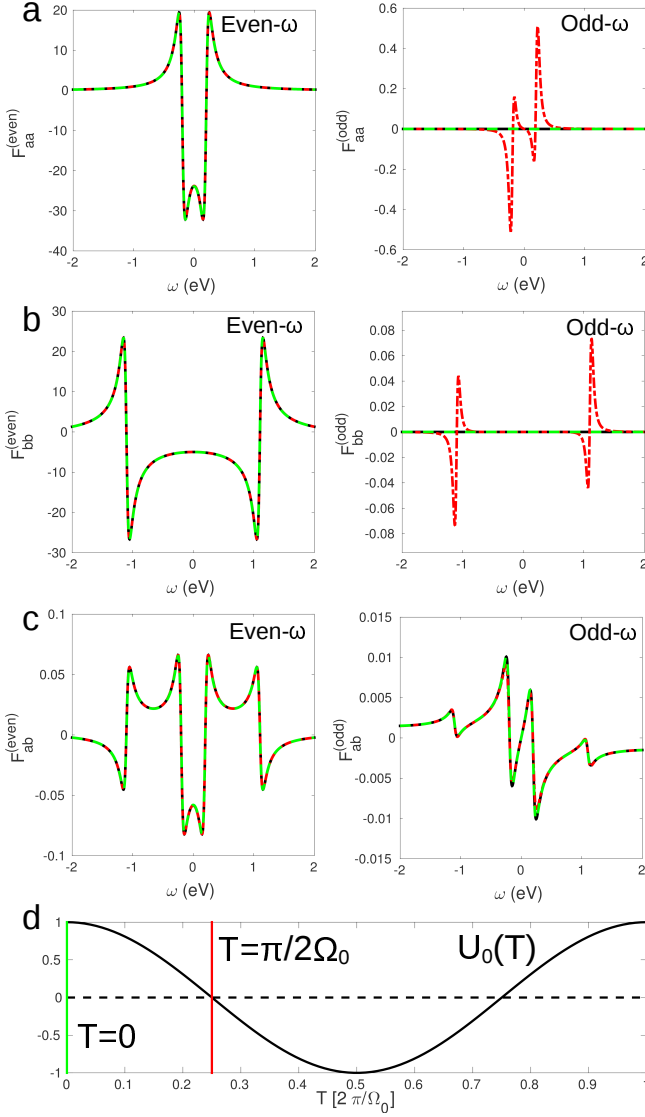 a
Even-ω
20
10
0
-10
-20
-30
-40
F_aa^(even)
-2 -1 0 1 2
ω (eV)
Odd-ω
0.6
0.4
0.2
0
-0.2
-0.4
-0.6
F_aa^(odd)
-2 -1 0 1 2
ω (eV)
b
Even-ω
30
20
10
0
-10
-20
-30
F_bb^(even)
-2 -1 0 1 2
ω (eV)
Odd-ω
0.08
0.06
0.04
0.02
0
-0.02
-0.04
-0.06
-0.08
F_bb^(odd)
-2 -1 0 1 2
ω (eV)
c
Even-ω
0.1
0.05
0
-0.05
-0.1
F_ab^(even)
-2 -1 0 1 2
ω (eV)
Odd-ω
0.015
0.010
0.005
0
-0.005
-0.01
-0.015
F_ab^(odd)
-2 -1 0 1 2
ω (eV)
d
T=π/2Ω₀
U₀(T)
T=0
1
0.5
0
-0.5
-1
0 0.1 0.2 0.3 0.4 0.5 0.6 0.7 0.8 0.9 1
T [2 π/Ω₀]